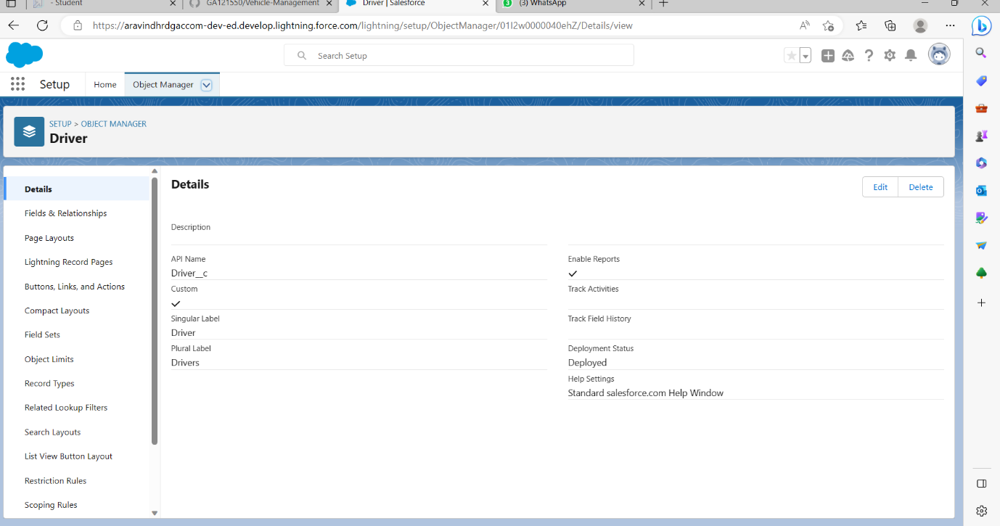 - Student
GA121550/Vehicle-Management
Driver | Salesforce
3
(3) WhatsApp
https://aravindhrdgaccom-dev-ed.develop.lightning.force.com/lightning/setup/ObjectManager/01I2w0000040ehZ/Details/view
Search Setup
Setup
Home
Object Manager
SETUP > OBJECT MANAGER
Driver
Details
Fields & Relationships
Page Layouts
Lightning Record Pages
Buttons, Links, and Actions
Compact Layouts
Field Sets
Object Limits
Record Types
Related Lookup Filters
Search Layouts
List View Button Layout
Restriction Rules
Scoping Rules
Details
Edit
Delete
Description
API Name
Driver__c
Custom
Singular Label
Driver
Plural Label
Drivers
Enable Reports
Track Activities
Track Field History
Deployment Status
Deployed
Help Settings
Standard salesforce.com Help Window